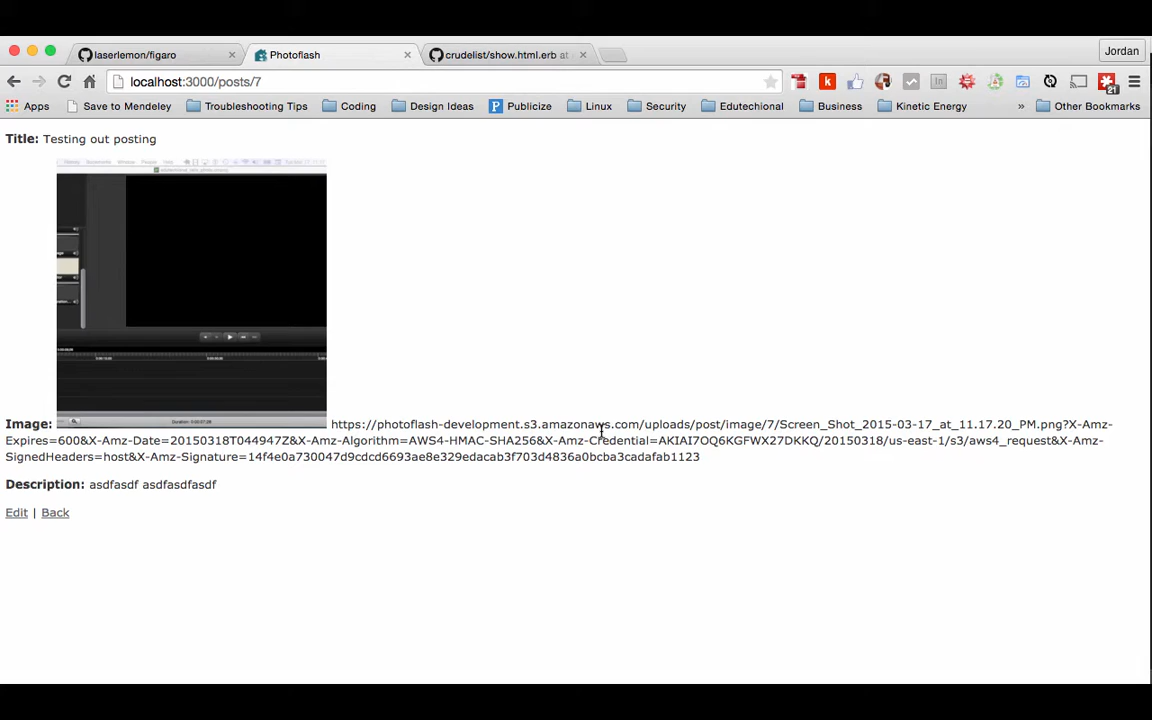 laserlemon/figaro
Photoflash
crudelist/show.html.erb at
Jordan
localhost:3000/posts/7
21
Apps
Save to Mendeley
Troubleshooting Tips
Coding
Design Ideas
Publicize
Linux
Security
Edutechional
Business
Kinetic Energy
»
Other Bookmarks
Title: Testing out posting
Image: https://photoflash-development.s3.amazonaws.com/uploads/post/image/7/Screen_Shot_2015-03-17_at_11.17.20_PM.png?X-Amz-
Expires=600&X-Amz-Date=20150318T044947Z&X-Amz-Algorithm=AWS4-HMAC-SHA256&X-Amz-Credential=AKIAI7OQ6KGFWX27DKKQ/20150318/us-east-1/s3/aws4_request&X-Amz-
SignedHeaders=host&X-Amz-Signature=14f4e0a730047d9cdcd6693ae8e329edacab3f703d4836a0bcba3cadafab1123
Description: asdfasdf asdfasdfasdf
Edit | Back